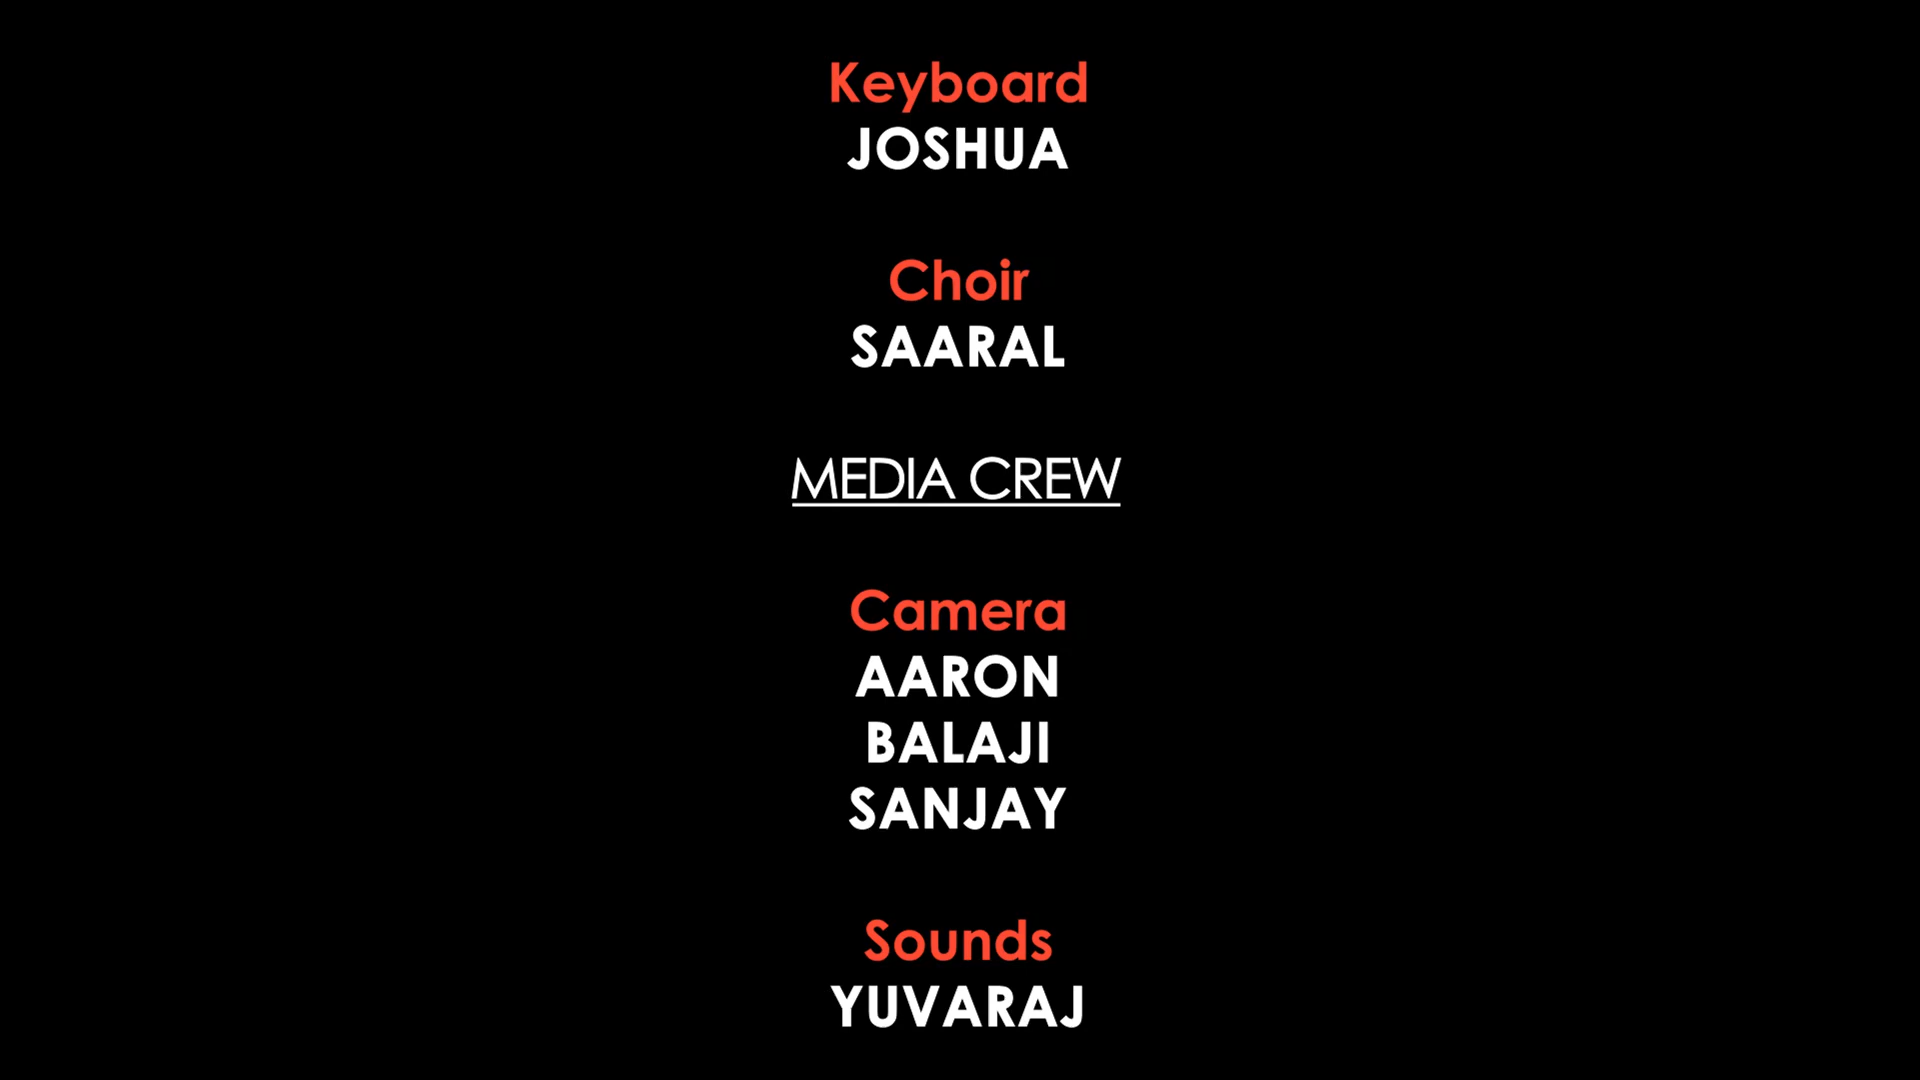 Keyboard
JOSHUA
Choir
SAARAL
MEDIA CREW
Camera
AARON
BALAJI
SANJAY
Sounds
YUVARAJ